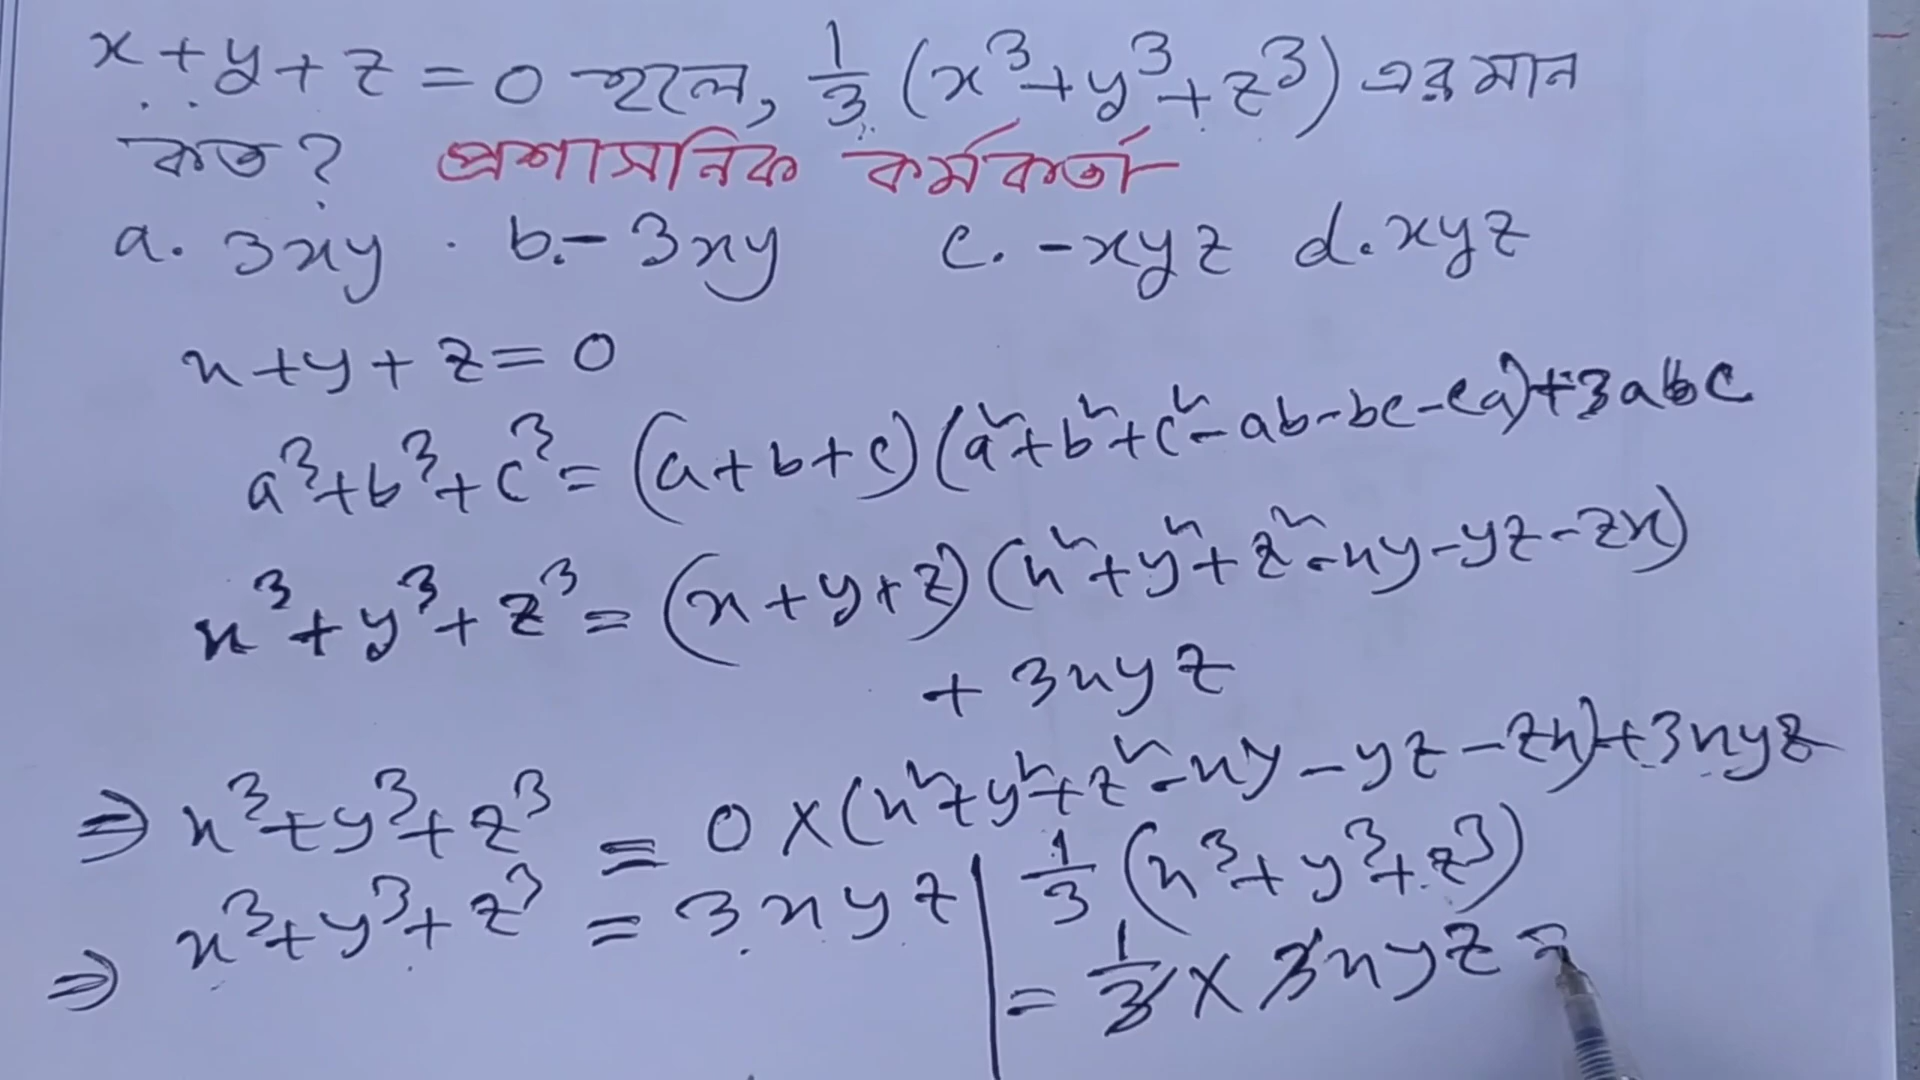 x+y+z=0 হলে, 1/3 (x³+y³+z³) এর মান
কত? প্রশাসনিক কর্মকর্তা
a. 3xy b. -3xy c. -xyz d. xyz
x+y+z=0
a³+b³+c³=(a+b+c)(a²+b²+c²-ab-bc-ca)+3abc
x³+y³+z³=(x+y+z)(x²+y²+z²-xy-yz-zx)
+3xyz
⇒ x³+y³+z³ = 0×(x²+y²+z²-xy-yz-zx)+3xyz
⇒ x³+y³+z³ = 3xyz
1/3 (x³+y³+z³)
= 1/3 × 3xyz =